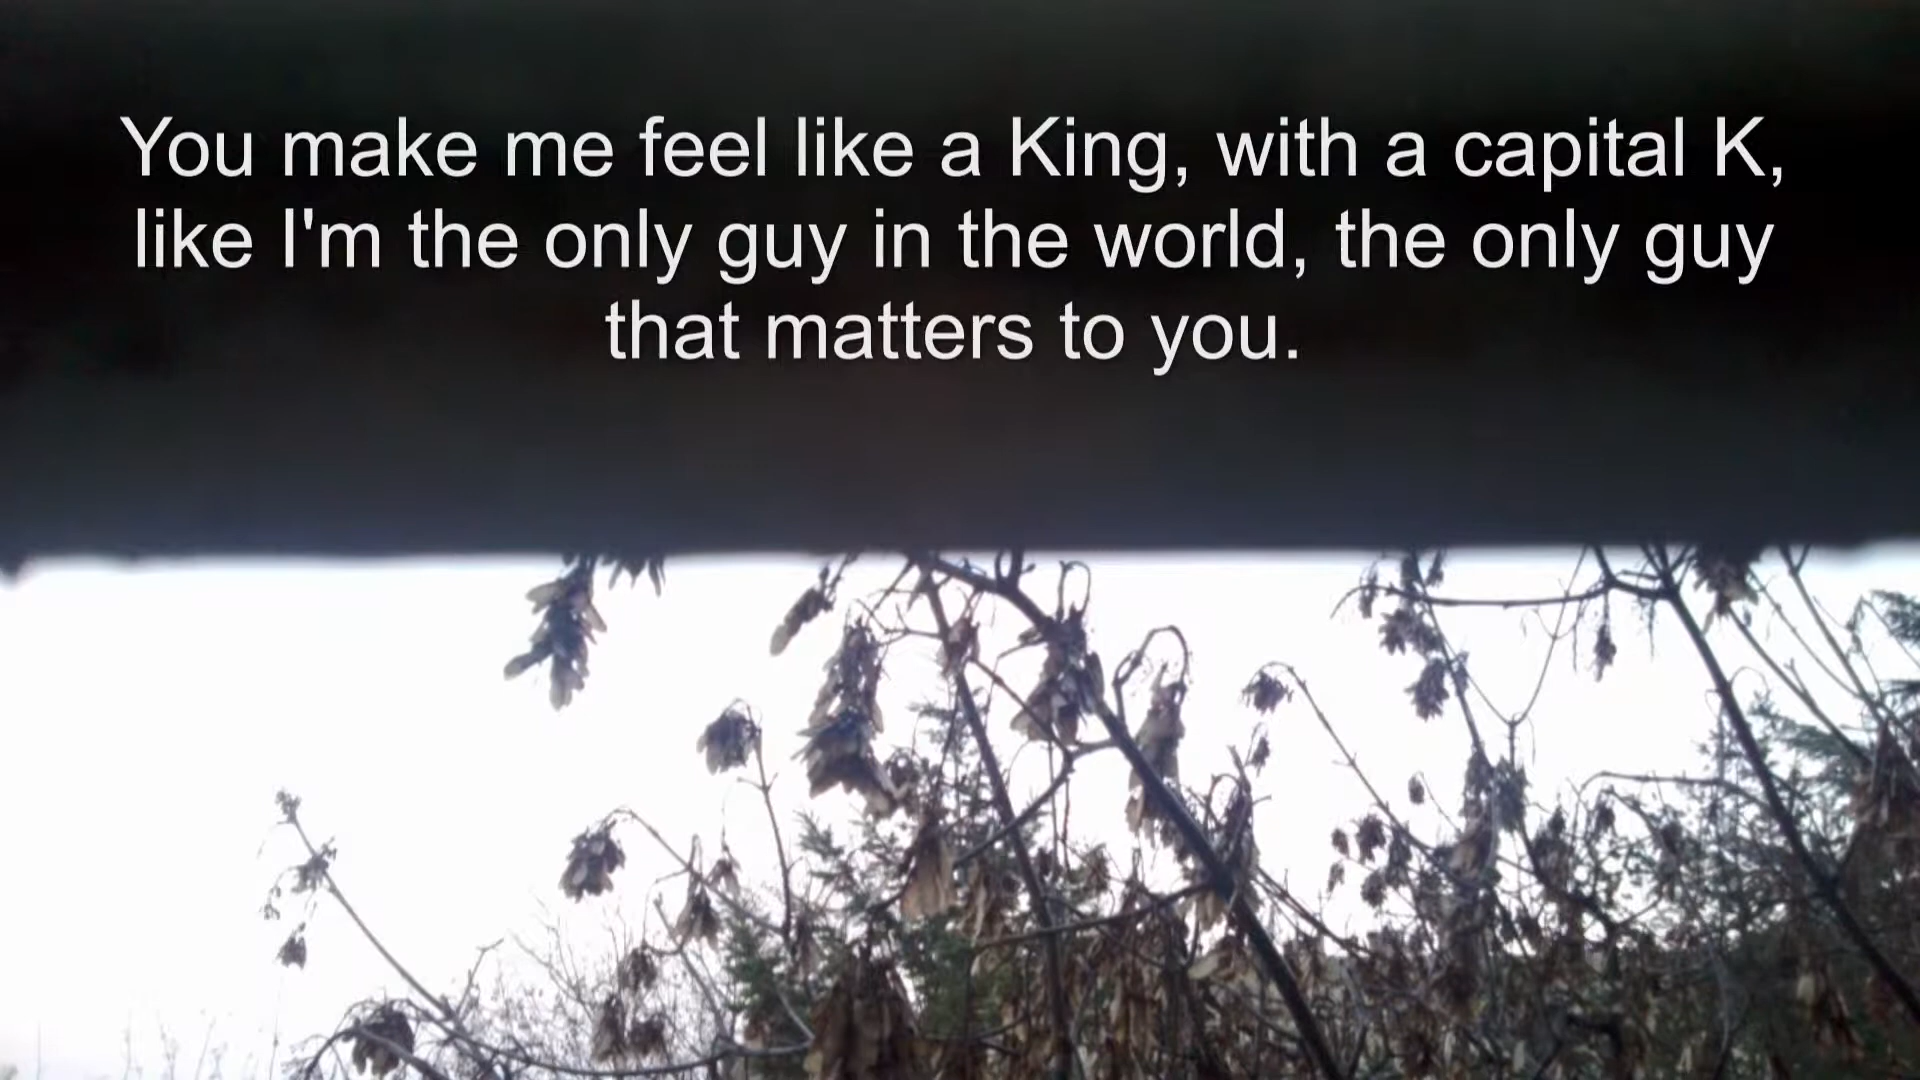 You make me feel like a King, with a capital K,
like I'm the only guy in the world, the only guy
that matters to you.